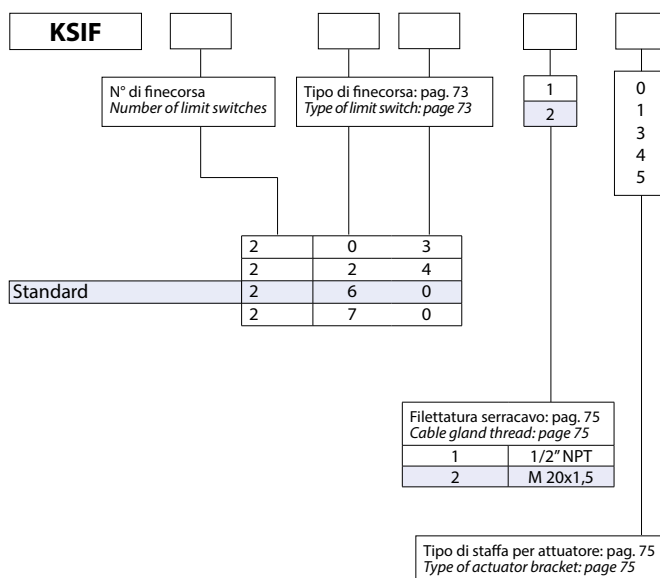 KSIF
N° di finecorsa
Number of limit switches
Tipo di finecorsa: pag. 73
Type of limit switch: page 73
1
2
0
1
3
4
5
2 0 3
2 2 4
Standard 2 6 0
2 7 0
Filettatura serracavo: pag. 75
Cable gland thread: page 75
1 1/2” NPT
2 M 20x1,5
Tipo di staffa per attuatore: pag. 75
Type of actuator bracket: page 75